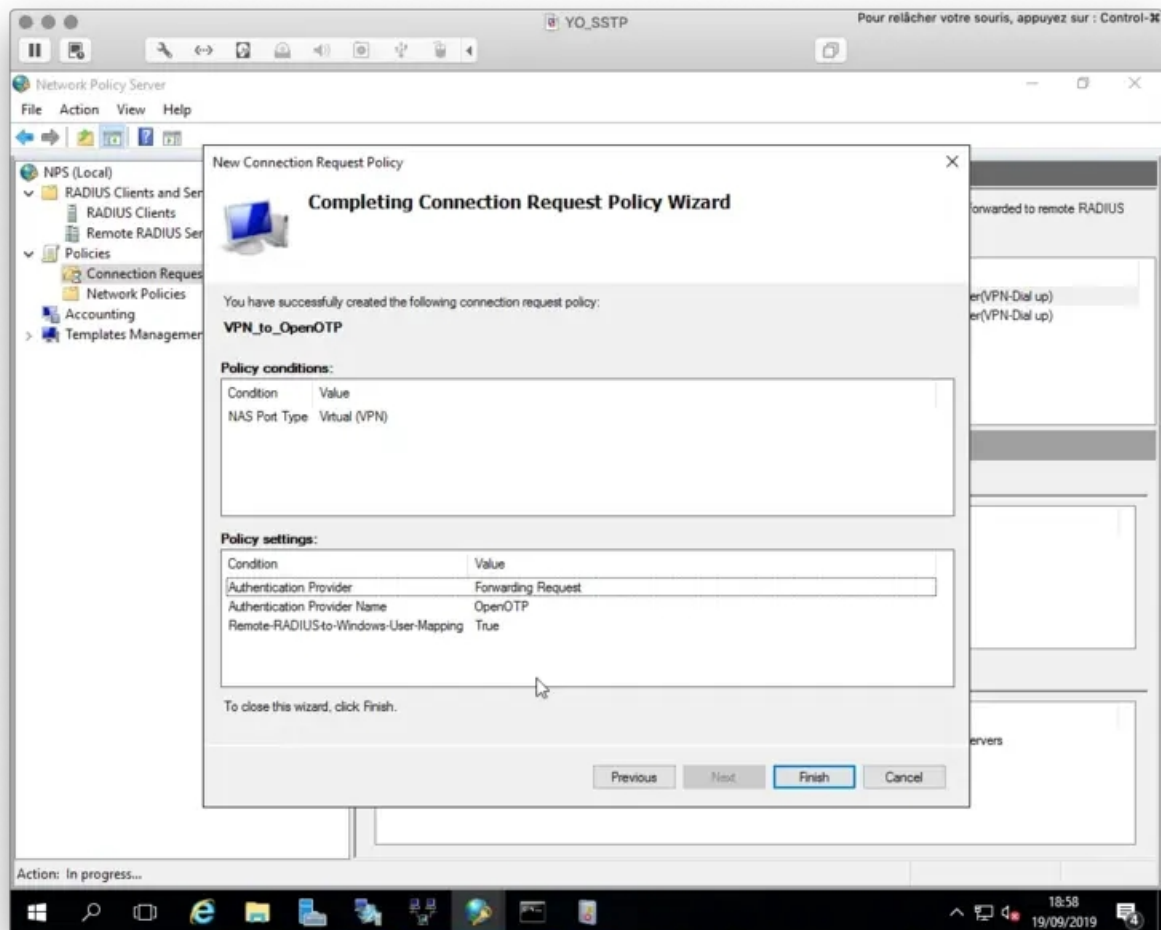 YO_SSTP
Pour relâcher votre souris, appuyez sur : Control-⌘
Network Policy Server
File Action View Help
NPS (Local)
RADIUS Clients and Ser
RADIUS Clients
Remote RADIUS Ser
Policies
Connection Reques
Network Policies
Accounting
Templates Managemer
New Connection Request Policy
Completing Connection Request Policy Wizard
You have successfully created the following connection request policy:
VPN_to_OpenOTP
Policy conditions:
Condition Value
NAS Port Type Virtual (VPN)
Policy settings:
Condition Value
Authentication Provider Forwarding Request
Authentication Provider Name OpenOTP
Remote-RADIUS-to-Windows-User-Mapping True
To close this wizard, click Finish.
Previous Next Finish Cancel
forwarded to remote RADIUS
er(VPN-Dial up)
er(VPN-Dial up)
ervers
Action: In progress...
18:58
19/09/2019
4